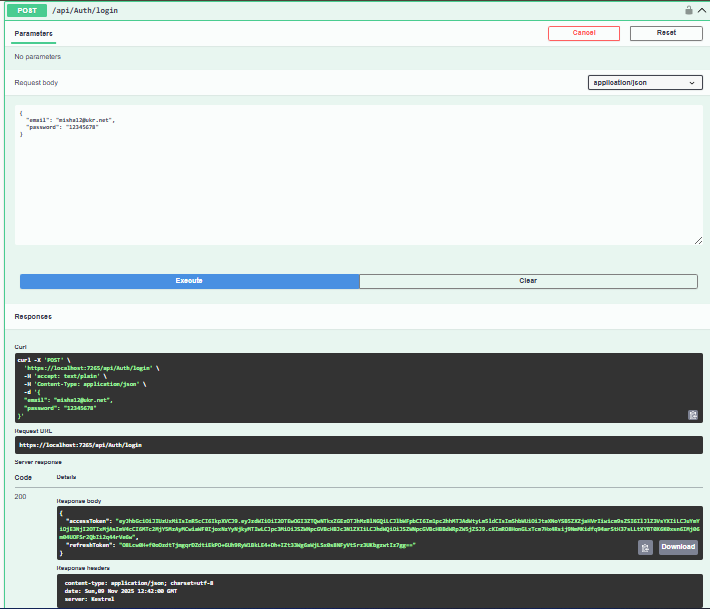 POST /api/Auth/login
Parameters
Cancel
Reset
No parameters
Request body
application/json
{
"email": "misha12@ukr.net",
"password": "12345678"
}
Execute
Clear
Responses
Curl
curl -X 'POST' \
'https://localhost:7265/api/Auth/login' \
-H 'accept: text/plain' \
-H 'Content-Type: application/json' \
-d '{
"email": "misha12@ukr.net",
"password": "12345678"
}'
Request URL
https://localhost:7265/api/Auth/login
Server response
Code Details
200
Response body
{
"accessToken":
"refreshToken":
}
Download
Response headers
content-type: application/json; charset=utf-8
date: Sun,09 Nov 2025 12:42:00 GMT
server: Kestrel